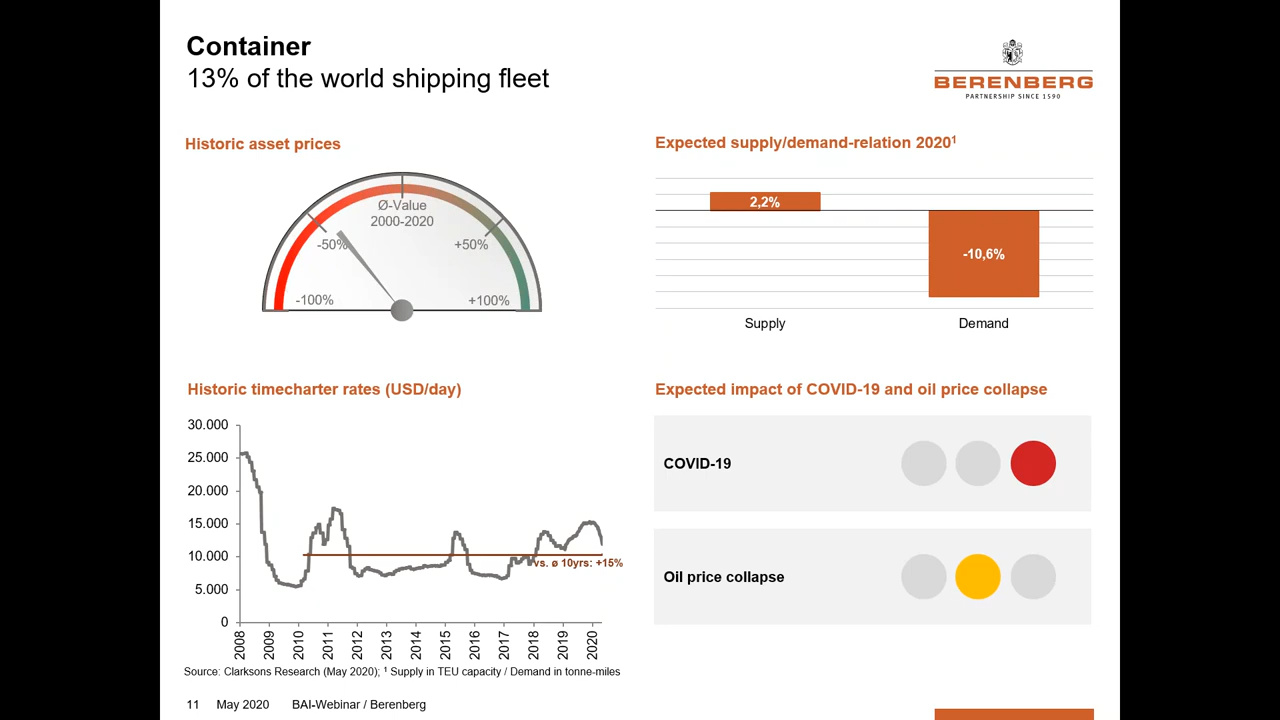 Container
13% of the world shipping fleet
BERENBERG
PARTNERSHIP SINCE 1590
Historic asset prices
Ø-Value
2000-2020
-50%
+50%
-100%
+100%
Expected supply/demand-relation 2020¹
2,2%
-10,6%
Supply
Demand
Historic timecharter rates (USD/day)
30.000
25.000
20.000
15.000
10.000
5.000
0
vs. ø 10yrs: +15%
2008
2009
2010
2011
2012
2013
2014
2015
2016
2017
2018
2019
2020
Expected impact of COVID-19 and oil price collapse
COVID-19
Oil price collapse
Source: Clarksons Research (May 2020); ¹ Supply in TEU capacity / Demand in tonne-miles
11 May 2020 BAI-Webinar / Berenberg